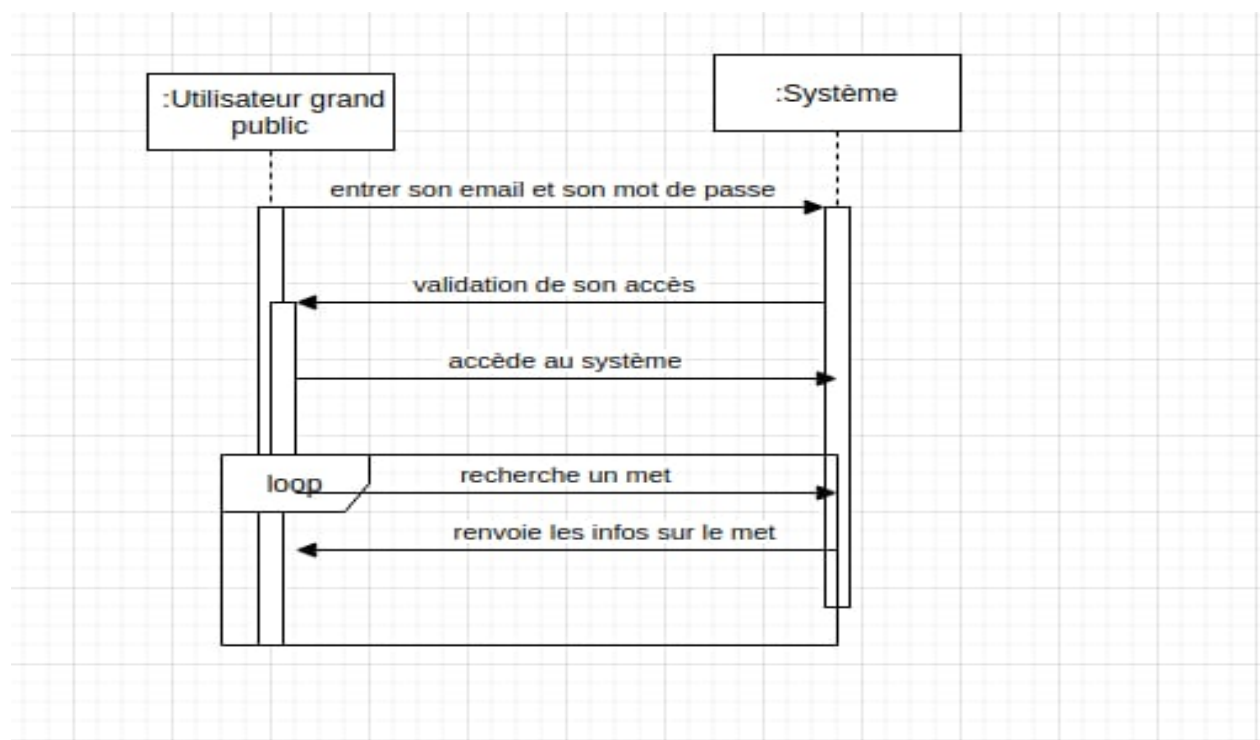 :Utilisateur grand
public
:Système
entrer son email et son mot de passe
validation de son accès
accède au système
loop
recherche un met
renvoie les infos sur le met